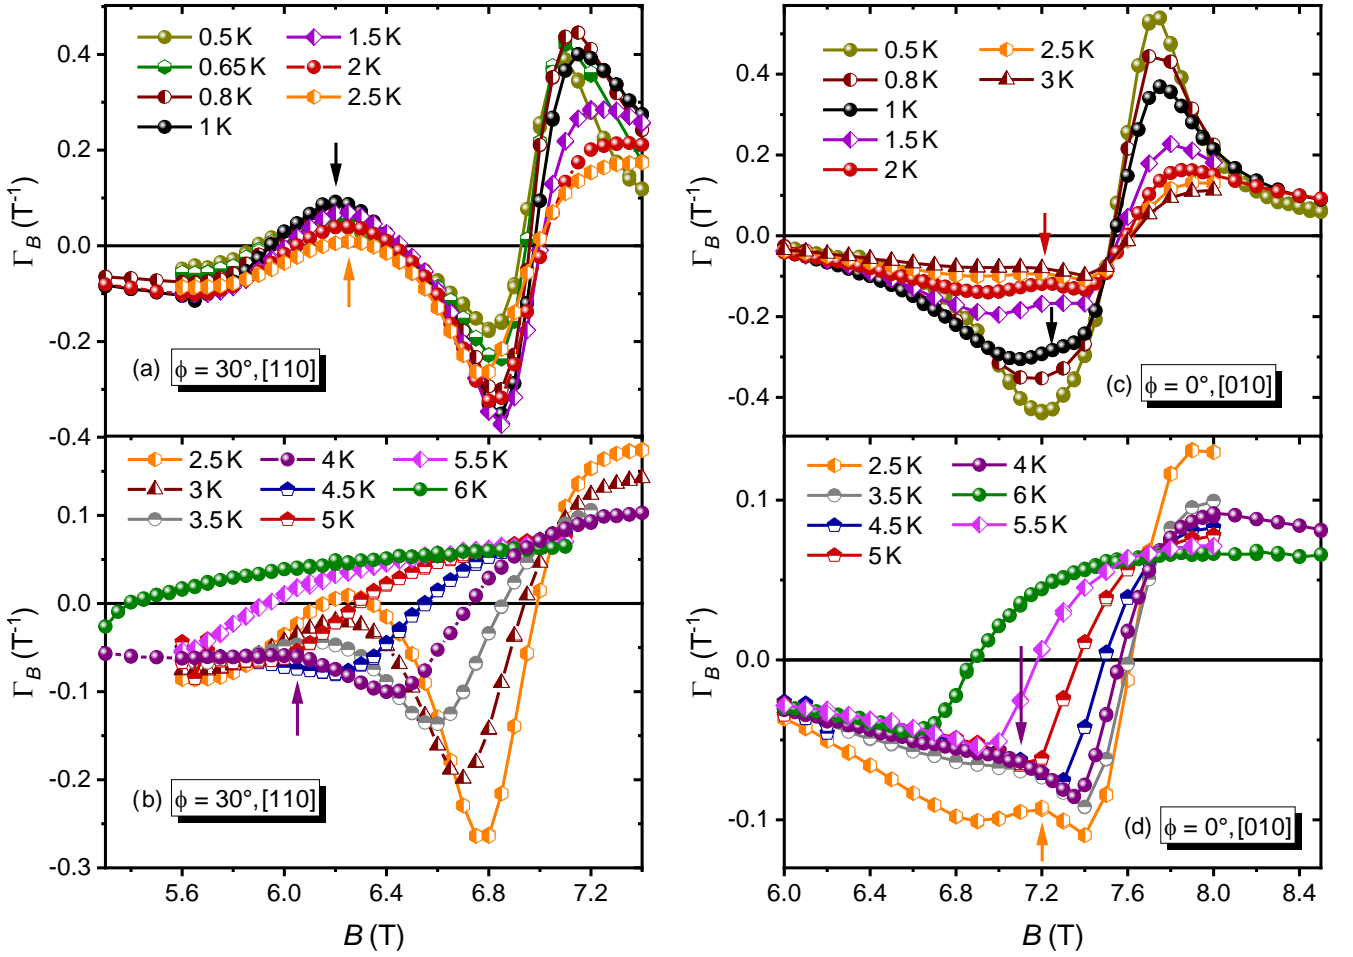 0.5 K
0.65 K
0.8 K
1 K
1.5 K
2 K
2.5 K
0.4
0.2
0.0
-0.2
-0.4
Γ_B (T⁻¹)
(a) ϕ = 30°, [110]
2.5 K
3 K
3.5 K
4 K
4.5 K
5 K
5.5 K
6 K
0.1
0.0
-0.1
-0.2
-0.3
Γ_B (T⁻¹)
(b) ϕ = 30°, [110]
5.6 6.0 6.4 6.8 7.2
B (T)
0.5 K
0.8 K
1 K
1.5 K
2 K
2.5 K
3 K
0.4
0.2
0.0
-0.2
-0.4
Γ_B (T⁻¹)
(c) ϕ = 0°, [010]
2.5 K
3.5 K
4.5 K
5 K
4 K
6 K
5.5 K
0.1
0.0
-0.1
Γ_B (T⁻¹)
(d) ϕ = 0°, [010]
6.0 6.4 6.8 7.2 7.6 8.0 8.4
B (T)